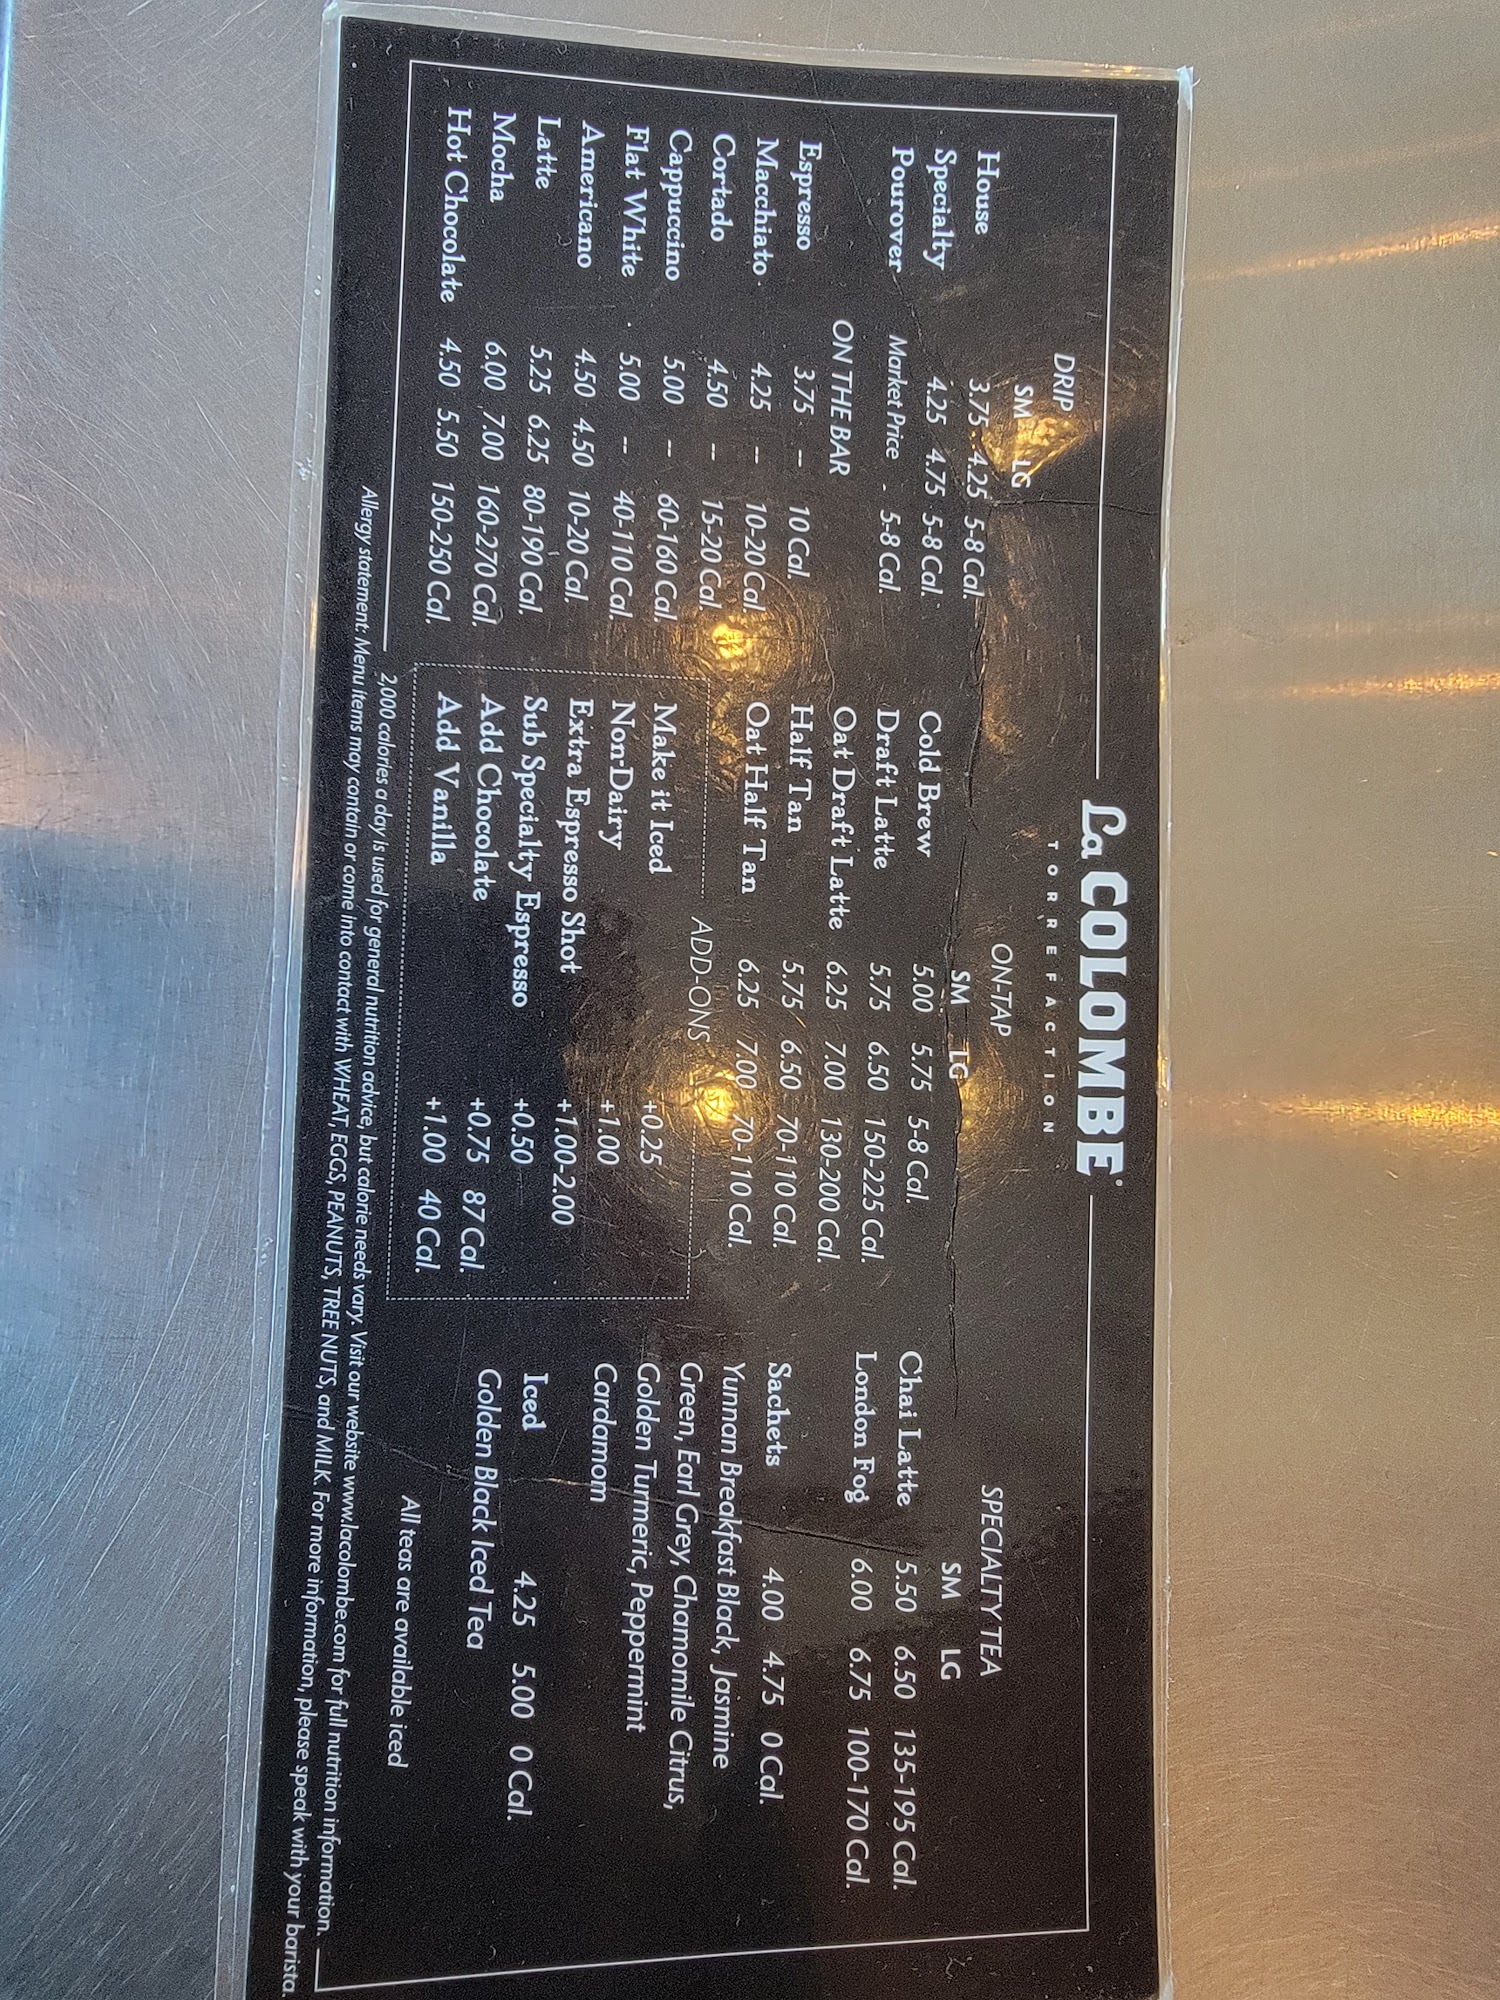 La COLOMBE
TORREFACTION
DRIP
SM LG
House 3.75 4.25 5-8 Cal.
Specialty 4.25 4.75 5-8 Cal.
Pourover Market Price - 5-8 Cal.
ON THE BAR
Espresso 3.75 -- 10 Cal.
Macchiato 4.25 -- 10-20 Cal.
Cortado 4.50 -- 15-20 Cal.
Cappuccino 5.00 -- 60-160 Cal.
Flat White 5.00 -- 40-110 Cal.
Americano 4.50 4.50 10-20 Cal.
Latte 5.25 6.25 80-190 Cal.
Mocha 6.00 7.00 160-270 Cal.
Hot Chocolate 4.50 5.50 150-250 Cal.
ON-TAP
SM LG
Cold Brew 5.00 5.75 5-8 Cal.
Draft Latte 5.75 6.50 150-225 Cal.
Oat Draft Latte 6.25 7.00 130-200 Cal.
Half Tan 5.75 6.50 70-110 Cal.
Oat Half Tan 6.25 7.00 70-110 Cal.
ADD-ONS
Make it Iced +0.25
Non-Dairy +1.00
Extra Espresso Shot +1.00-2.00
Sub Specialty Espresso +0.50
Add Chocolate +0.75 87 Cal.
Add Vanilla +1.00 40 Cal.
SPECIALTY TEA
SM LG
Chai Latte 5.50 6.50 135-195 Cal.
London Fog 6.00 6.75 100-170 Cal.
Sachets 4.00 4.75 0 Cal.
Yunnan Breakfast Black, Jasmine
Green, Earl Grey, Chamomile Citrus,
Golden Turmeric, Peppermint
Cardamom
Iced 4.25 5.00 0 Cal.
Golden Black Iced Tea
All teas are available iced
2,000 calories a day is used for general nutrition advice, but calorie needs vary. Visit our website www.lacolombe.com for full nutrition information.
Allergy statement: Menu items may contain or come into contact with WHEAT, EGGS, PEANUTS, TREE NUTS, and MILK. For more information, please speak with your barista.